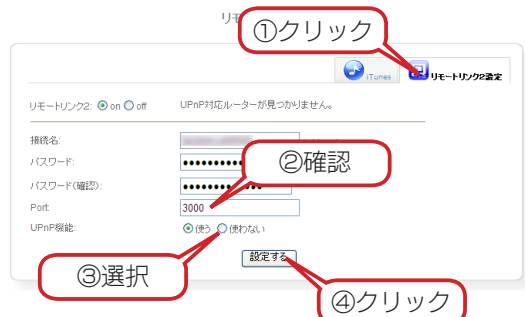 リモ
①クリック
iTunes
リモートリンク2設定
リモートリンク2: on off UPnP対応ルーターが見つかりません。
接続名:
パスワード: ●●●●●●●●●●
②確認
パスワード(確認):
Port: 3000
UPnP機能: 使う 使わない
③選択
設定する
④クリック